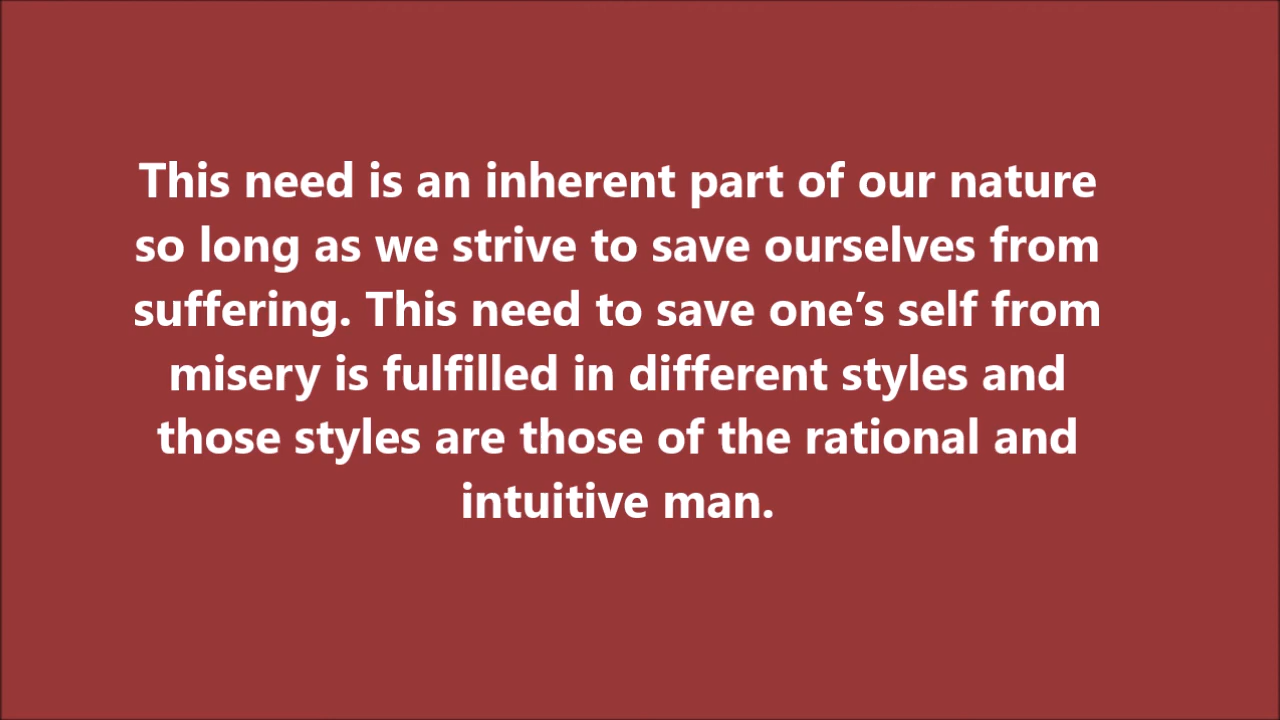 This need is an inherent part of our nature
so long as we strive to save ourselves from
suffering. This need to save one’s self from
misery is fulfilled in different styles and
those styles are those of the rational and
intuitive man.